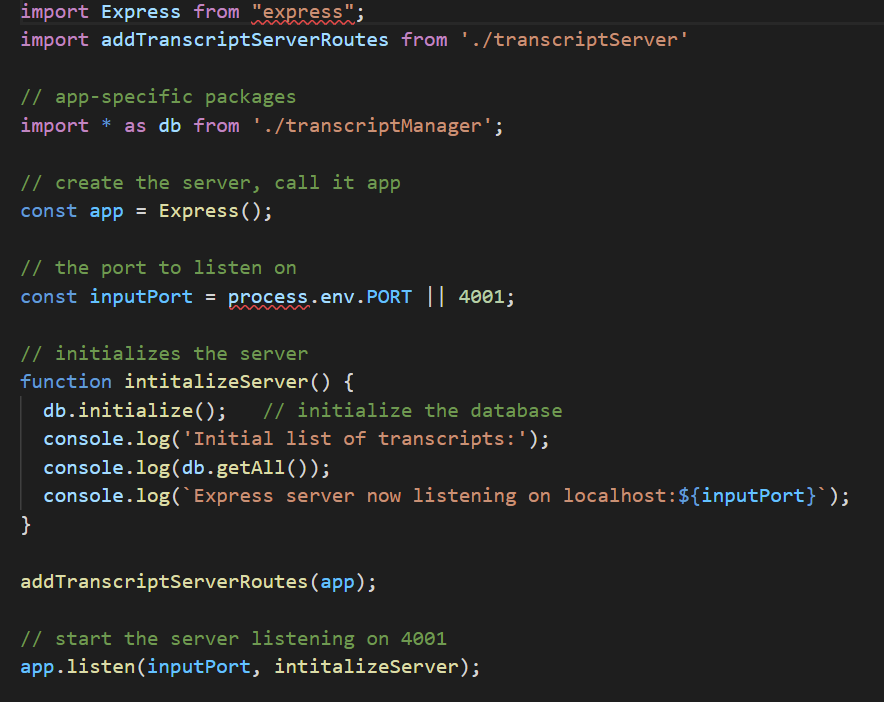 import Express from "express";
import addTranscriptServerRoutes from './transcriptServer'

// app-specific packages
import * as db from './transcriptManager';

// create the server, call it app
const app = Express();

// the port to listen on
const inputPort = process.env.PORT || 4001;

// initializes the server
function intitalizeServer() {
  db.initialize();   // initialize the database
  console.log('Initial list of transcripts:');
  console.log(db.getAll());
  console.log(`Express server now listening on localhost:${inputPort}`);
}

addTranscriptServerRoutes(app);

// start the server listening on 4001
app.listen(inputPort, intitalizeServer);